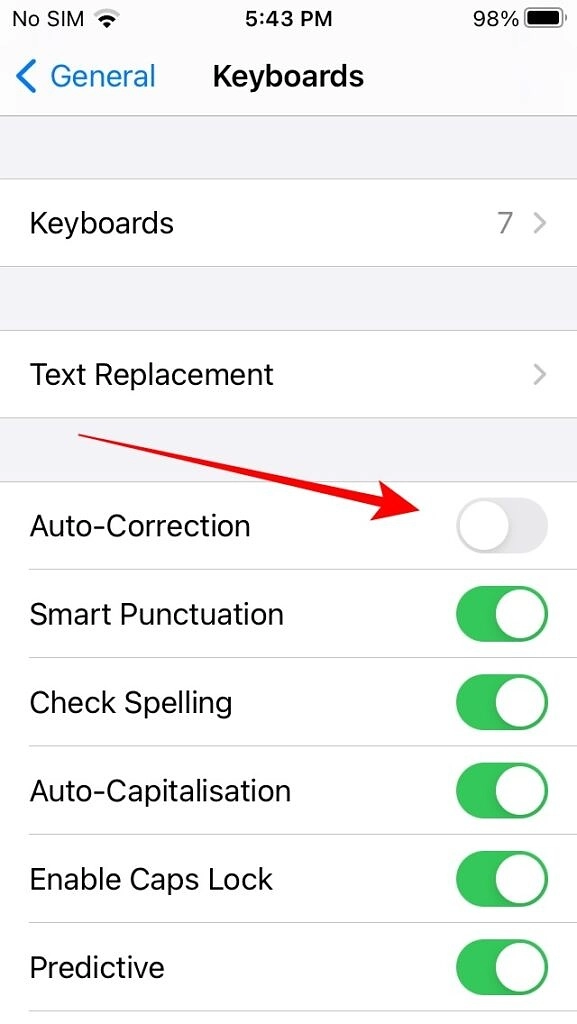 No SIM 5:43 PM 98%
General Keyboards
Keyboards 7
Text Replacement
Auto-Correction
Smart Punctuation
Check Spelling
Auto-Capitalisation
Enable Caps Lock
Predictive